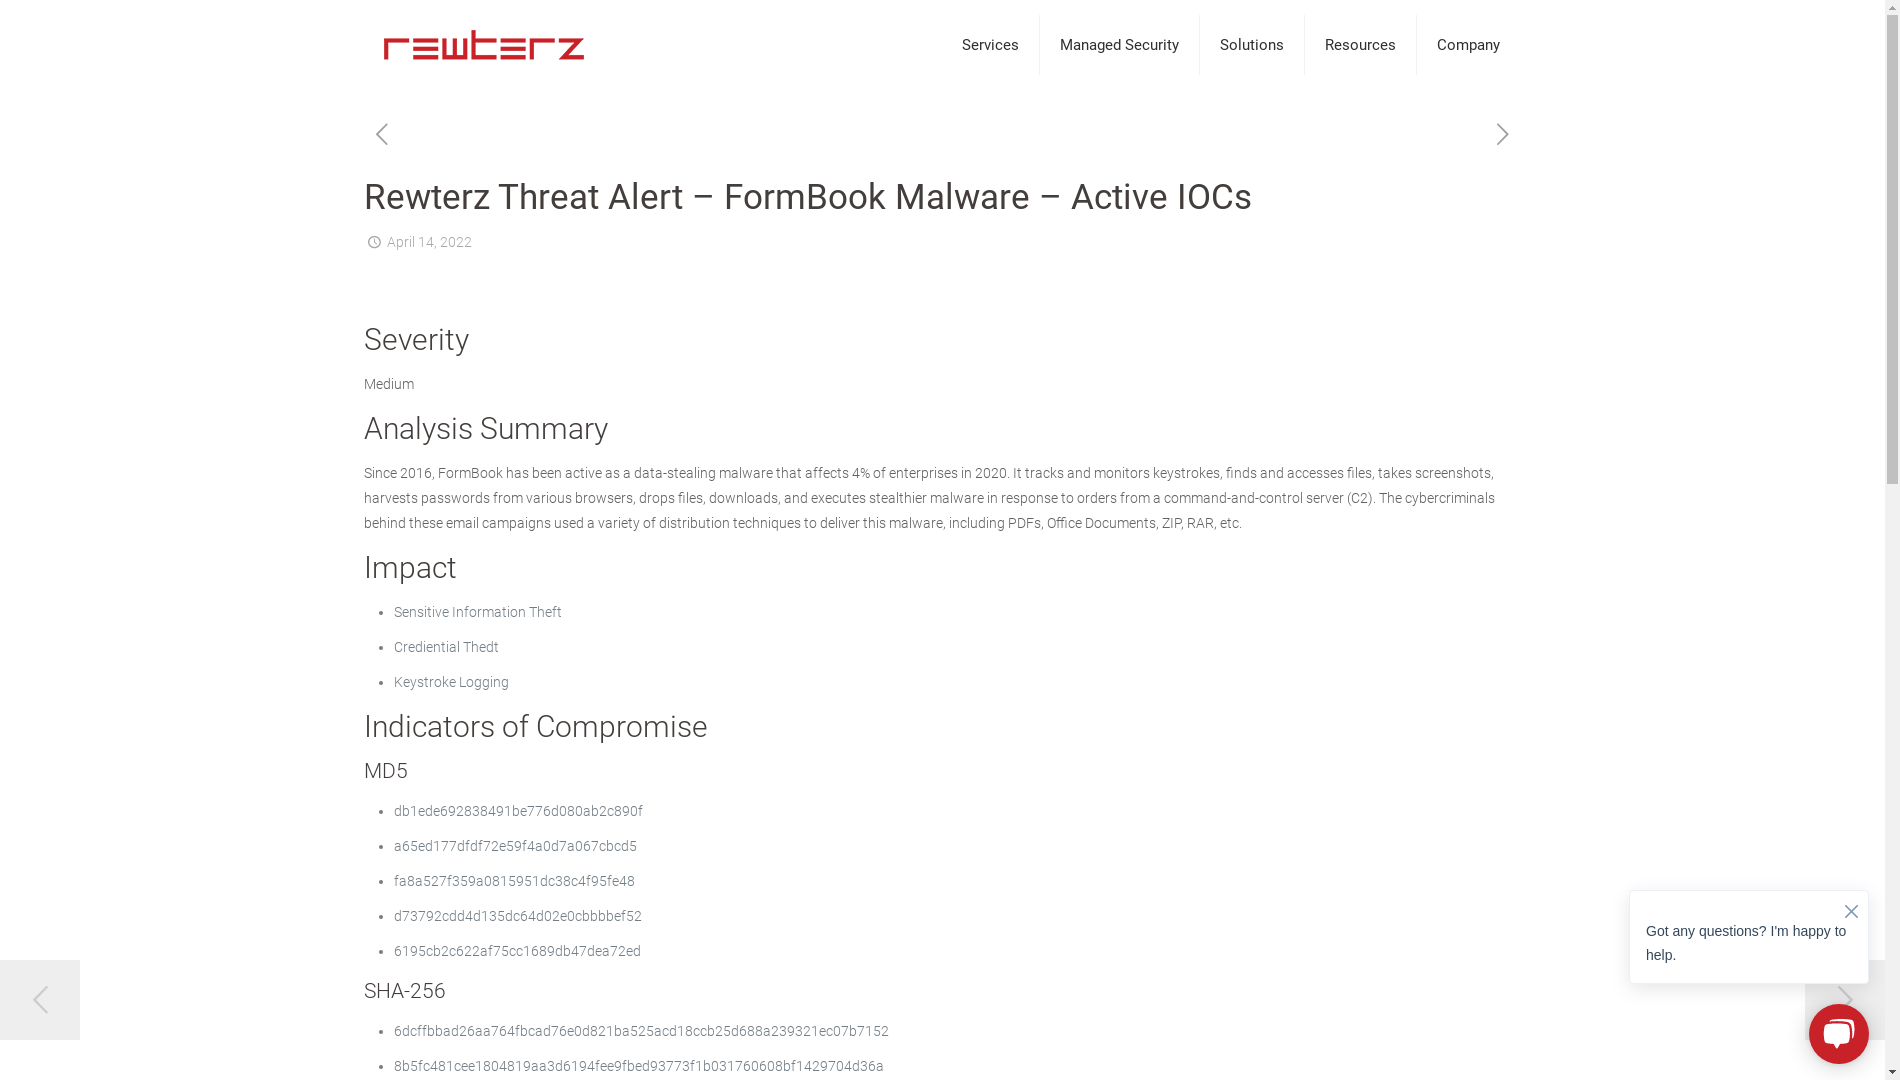 rewterz
Services
Managed Security
Solutions
Resources
Company
Rewterz Threat Alert – FormBook Malware – Active IOCs
April 14, 2022
Severity
Medium
Analysis Summary
Since 2016, FormBook has been active as a data-stealing malware that affects 4% of enterprises in 2020. It tracks and monitors keystrokes, finds and accesses files, takes screenshots,
harvests passwords from various browsers, drops files, downloads, and executes stealthier malware in response to orders from a command-and-control server (C2). The cybercriminals
behind these email campaigns used a variety of distribution techniques to deliver this malware, including PDFs, Office Documents, ZIP, RAR, etc.
Impact
Sensitive Information Theft
Crediential Thedt
Keystroke Logging
Indicators of Compromise
MD5
db1ede692838491be776d080ab2c890f
a65ed177dfdf72e59f4a0d7a067cbcd5
fa8a527f359a0815951dc38c4f95fe48
d73792cdd4d135dc64d02e0cbbbbef52
6195cb2c622af75cc1689db47dea72ed
SHA-256
6dcffbbad26aa764fbcad76e0d821ba525acd18ccb25d688a239321ec07b7152
8b5fc481cee1804819aa3d6194fee9fbed93773f1b031760608bf1429704d36a
Got any questions? I'm happy to
help.